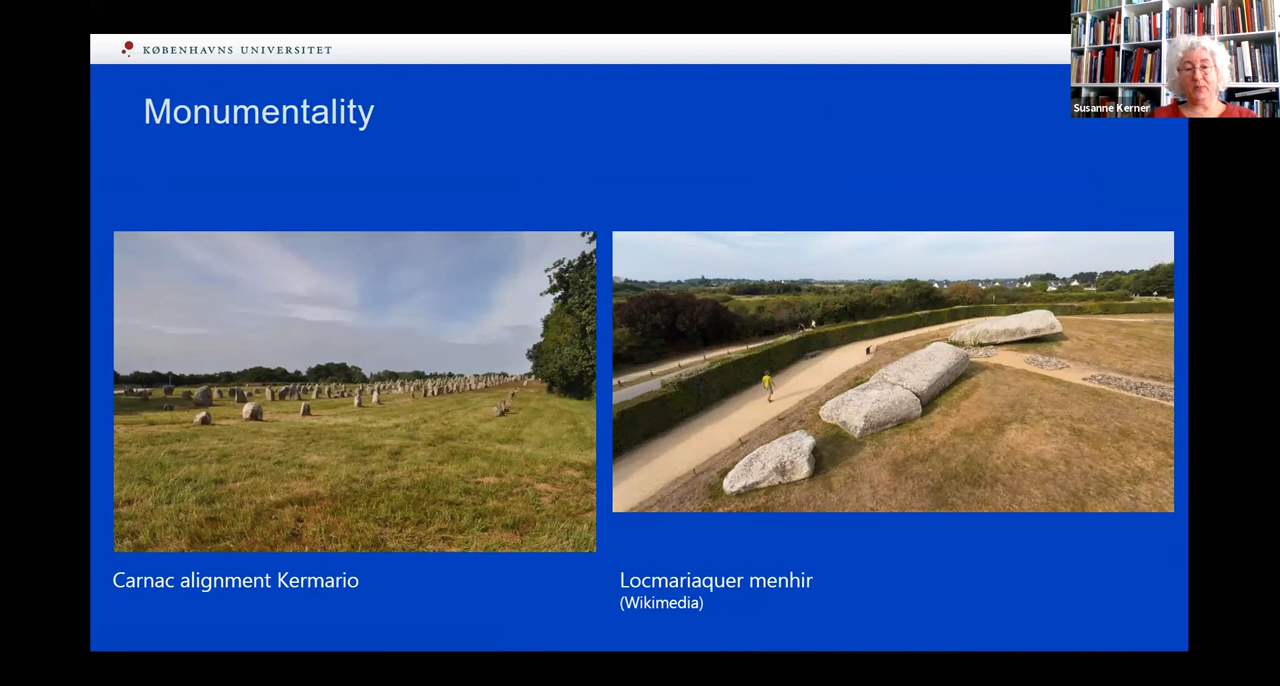 KØBENHAVNS UNIVERSITET
Susanne Kerner
Monumentality
Carnac alignment Kermario
Locmariaquer menhir
(Wikimedia)